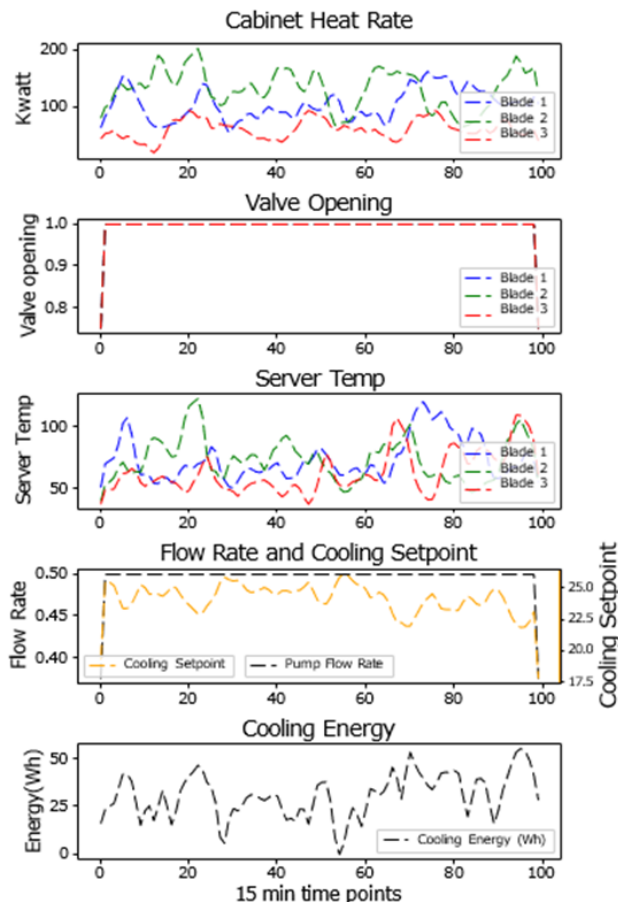 Cabinet Heat Rate
Kwatt
200
100
Blade 1
Blade 2
Blade 3
0 20 40 60 80 100
Valve Opening
Valve opening
1.0
0.9
0.8
Blade 1
Blade 2
Blade 3
0 20 40 60 80 100
Server Temp
Server Temp
100
50
Blade 1
Blade 2
Blade 3
0 20 40 60 80 100
Flow Rate and Cooling Setpoint
Flow Rate
0.50
0.45
0.40
Cooling Setpoint
Pump Flow Rate
25.0
22.5
20.0
17.5
Cooling Setpoint
0 20 40 60 80 100
Cooling Energy
Energy(Wh)
50
25
0
Cooling Energy (Wh)
0 20 40 60 80 100
15 min time points